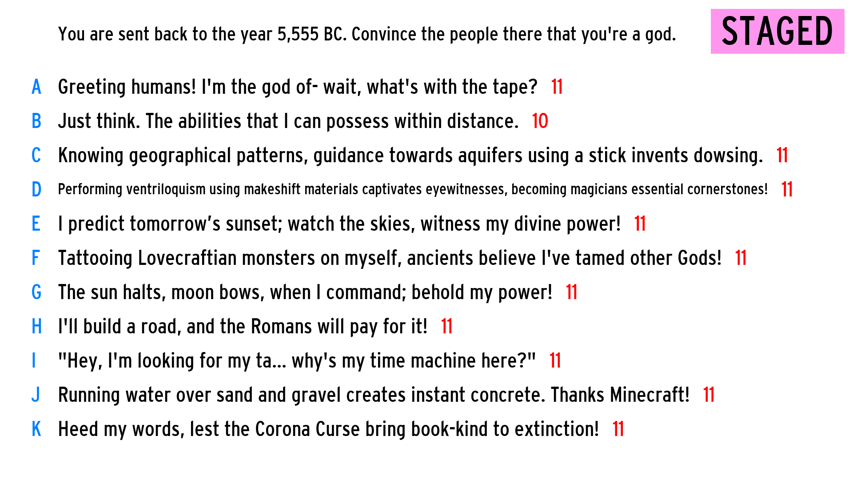 You are sent back to the year 5,555 BC. Convince the people there that you're a god.
STAGED
A Greeting humans! I'm the god of- wait, what's with the tape? 11
B Just think. The abilities that I can possess within distance. 10
C Knowing geographical patterns, guidance towards aquifers using a stick invents dowsing. 11
D Performing ventriloquism using makeshift materials captivates eyewitnesses, becoming magicians essential cornerstones! 11
E I predict tomorrow’s sunset; watch the skies, witness my divine power! 11
F Tattooing Lovecraftian monsters on myself, ancients believe I've tamed other Gods! 11
G The sun halts, moon bows, when I command; behold my power! 11
H I'll build a road, and the Romans will pay for it! 11
I "Hey, I'm looking for my ta... why's my time machine here?" 11
J Running water over sand and gravel creates instant concrete. Thanks Minecraft! 11
K Heed my words, lest the Corona Curse bring book-kind to extinction! 11